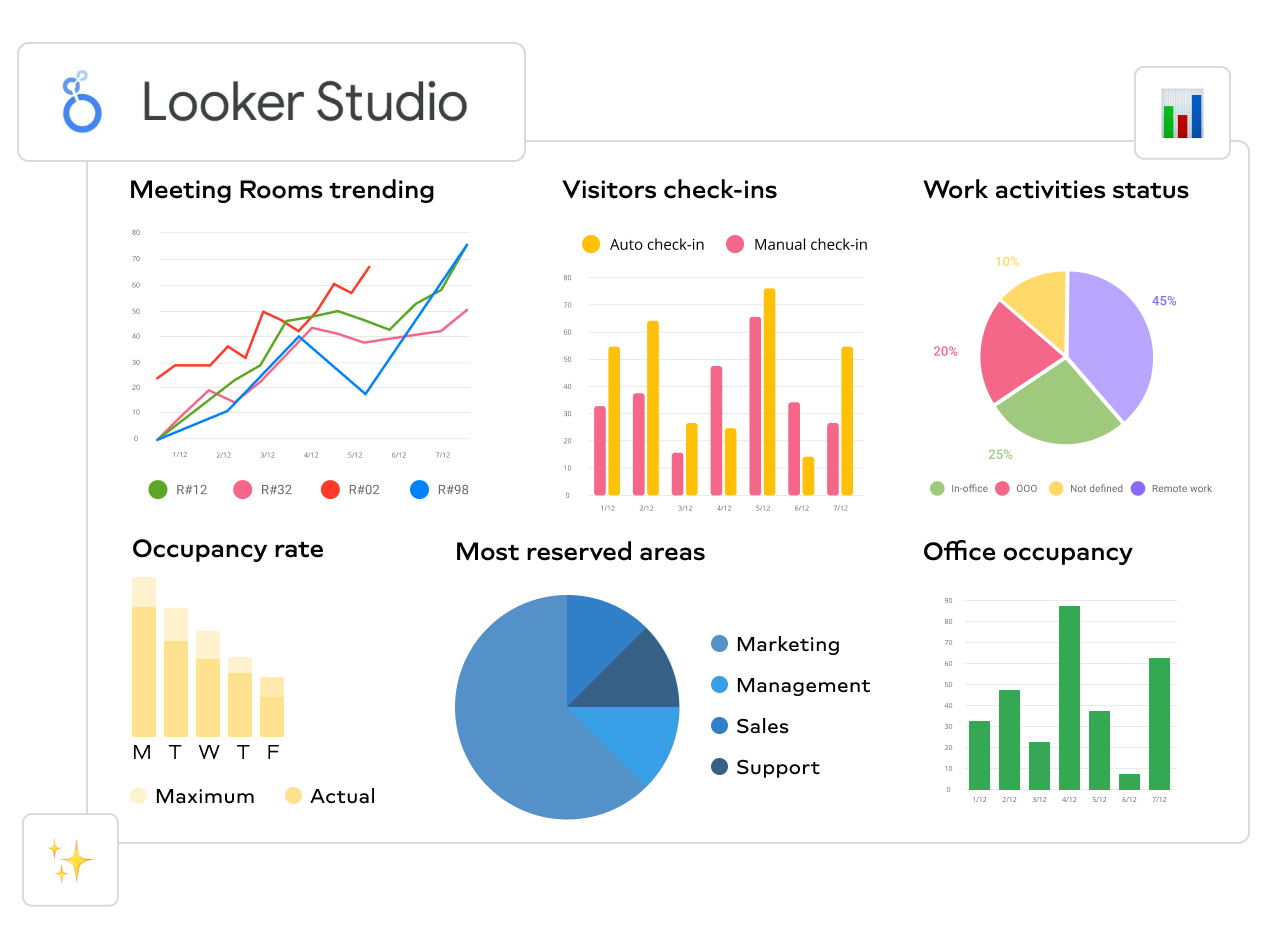 Looker Studio
Meeting Rooms trending
80
70
60
50
40
30
20
10
0
1/12 2/12 3/12 4/12 5/12 6/12 7/12
R#12 R#32 R#02 R#98
Visitors check-ins
Auto check-in Manual check-in
80
70
60
50
40
30
20
10
0
1/12 2/12 3/12 4/12 5/12 6/12 7/12
Work activities status
10%
45%
20%
25%
In-office OOO Not defined Remote work
Occupancy rate
M T W T F
Maximum Actual
Most reserved areas
Marketing
Management
Sales
Support
Office occupancy
90
80
70
60
50
40
30
20
10
0
1/12 2/12 3/12 4/12 5/12 6/12 7/12